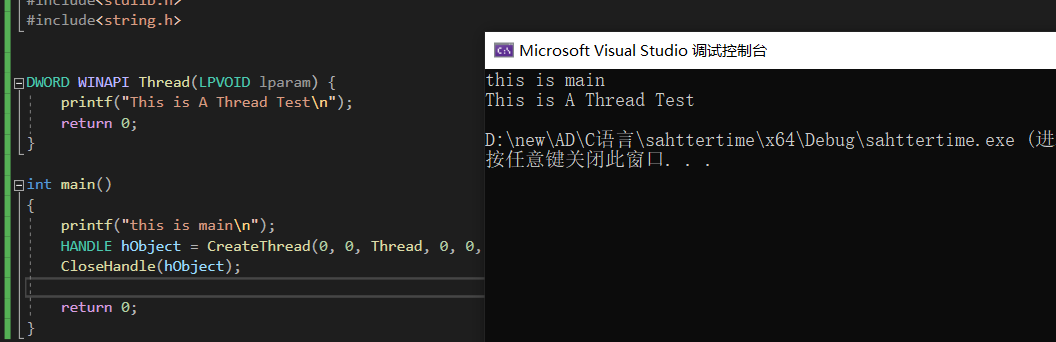 #include<stdlib.h>
#include<string.h>
DWORD WINAPI Thread(LPVOID lparam) {
printf("This is A Thread Test\n");
return 0;
}
int main()
{
printf("this is main\n");
HANDLE hObject = CreateThread(0, 0, Thread, 0, 0,
CloseHandle(hObject);
return 0;
}
C:\ Microsoft Visual Studio 调试控制台
this is main
This is A Thread Test
D:\new\AD\C语言\sahttertime\x64\Debug\sahttertime.exe (进
按任意键关闭此窗口. . .